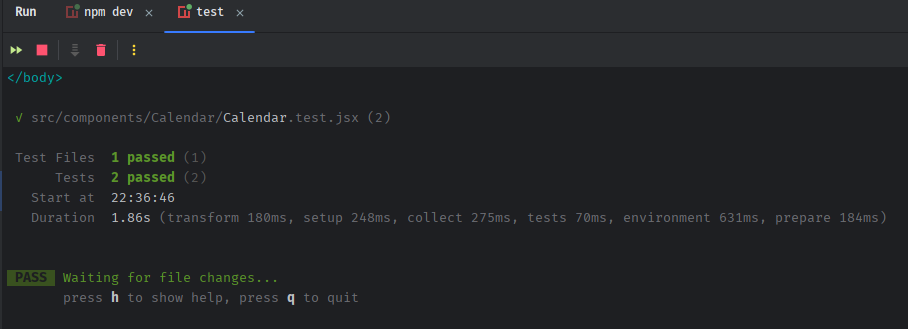 Run npm dev × test ×
</body>
√ src/components/Calendar/Calendar.test.jsx (2)
Test Files 1 passed (1)
Tests 2 passed (2)
Start at 22:36:46
Duration 1.86s (transform 180ms, setup 248ms, collect 275ms, tests 70ms, environment 631ms, prepare 184ms)
PASS Waiting for file changes...
press h to show help, press q to quit